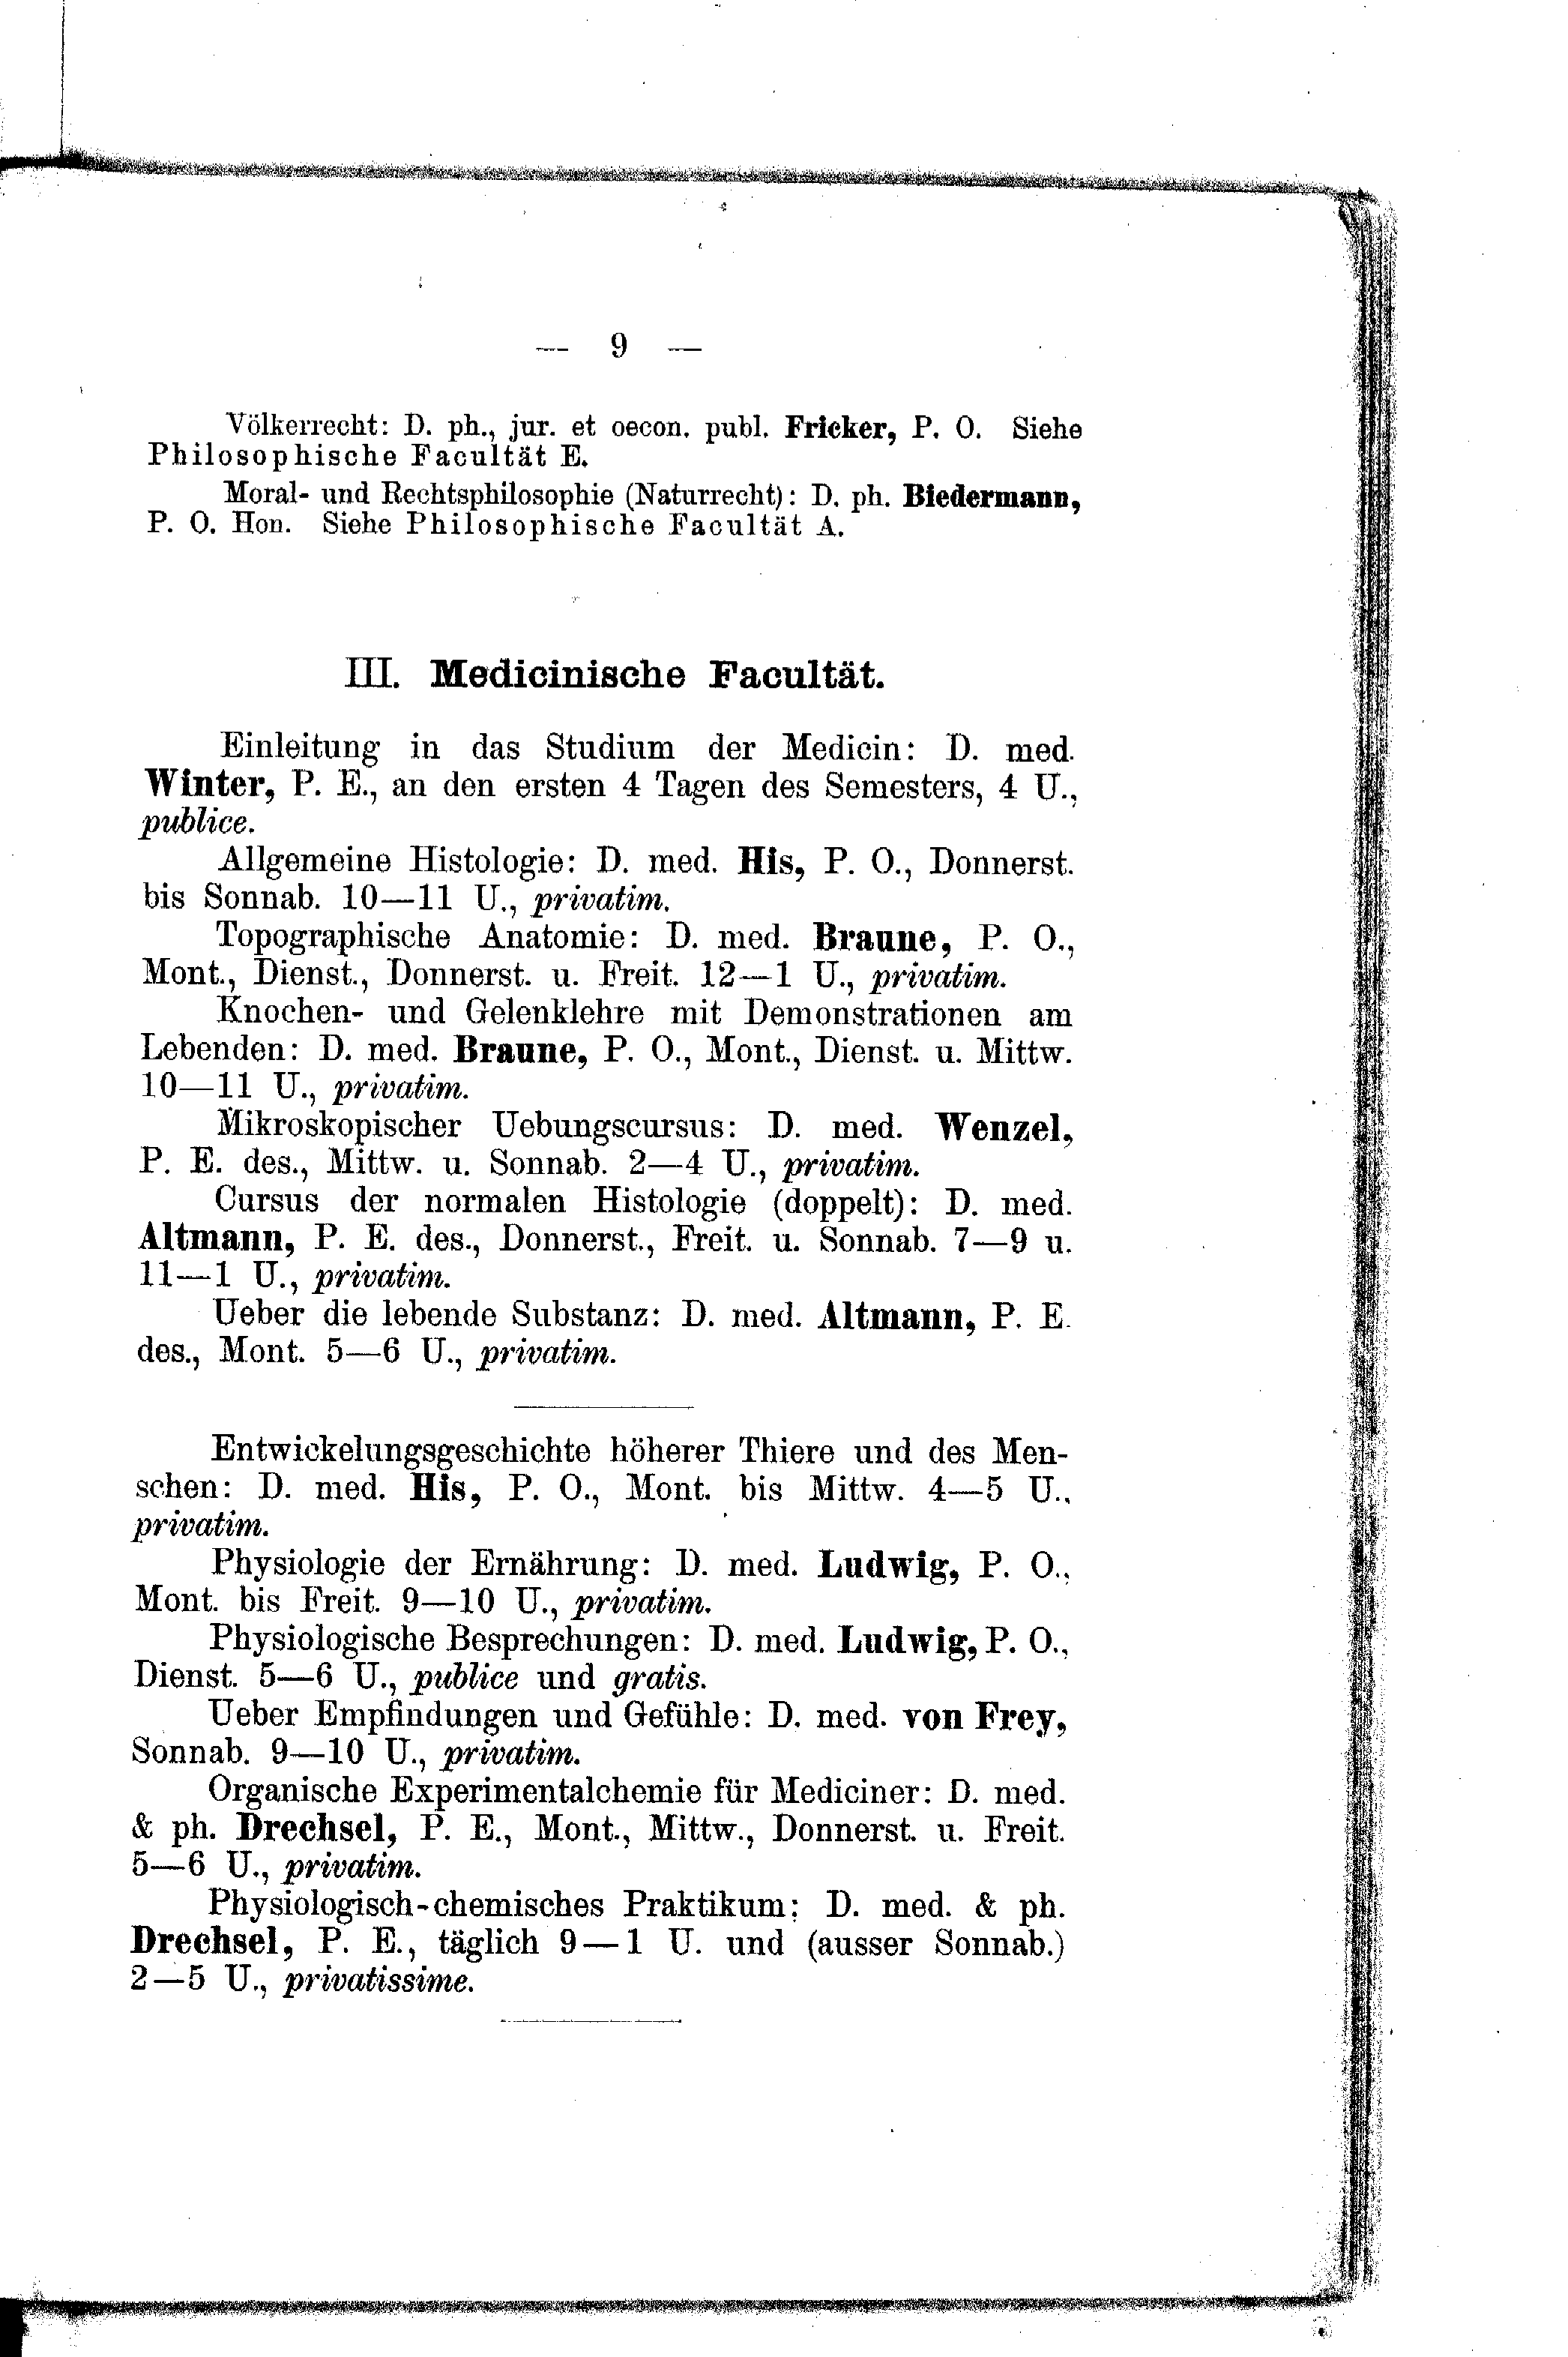 — 9 —
Völkerrecht: D. ph., jur. et oecon. publ. Fricker, P. O. Siehe
Philosophische Facultät E.
Moral- und Rechtsphilosophie (Naturrecht): D. ph. Biedermann,
P. O. Hon. Siehe Philosophische Facultät A.
III. Medicinische Facultät.
Einleitung in das Studium der Medicin: D. med.
Winter, P. E., an den ersten 4 Tagen des Semesters, 4 U.,
publice.
Allgemeine Histologie: D. med. His, P. O., Donnerst.
bis Sonnab. 10—11 U., privatim.
Topographische Anatomie: D. med. Braune, P. O.,
Mont., Dienst., Donnerst. u. Freit. 12—1 U., privatim.
Knochen- und Gelenklehre mit Demonstrationen am
Lebenden: D. med. Braune, P. O., Mont., Dienst. u. Mittw.
10—11 U., privatim.
Mikroskopischer Uebungscursus: D. med. Wenzel,
P. E. des., Mittw. u. Sonnab. 2—4 U., privatim.
Cursus der normalen Histologie (doppelt): D. med.
Altmann, P. E. des., Donnerst., Freit. u. Sonnab. 7—9 u.
11—1 U., privatim.
Ueber die lebende Substanz: D. med. Altmann, P. E.
des., Mont. 5—6 U., privatim.
Entwickelungsgeschichte höherer Thiere und des Men-
schen: D. med. His, P. O., Mont. bis Mittw. 4—5 U.,
privatim.
Physiologie der Ernährung: D. med. Ludwig, P. O.,
Mont. bis Freit. 9—10 U., privatim.
Physiologische Besprechungen: D. med. Ludwig, P. O.,
Dienst. 5—6 U., publice und gratis.
Ueber Empfindungen und Gefühle: D. med. von Frey,
Sonnab. 9—10 U., privatim.
Organische Experimentalchemie für Mediciner: D. med.
& ph. Drechsel, P. E., Mont., Mittw., Donnerst. u. Freit.
5—6 U., privatim.
Physiologisch-chemisches Praktikum: D. med. & ph.
Drechsel, P. E., täglich 9—1 U. und (ausser Sonnab.)
2—5 U., privatissime.